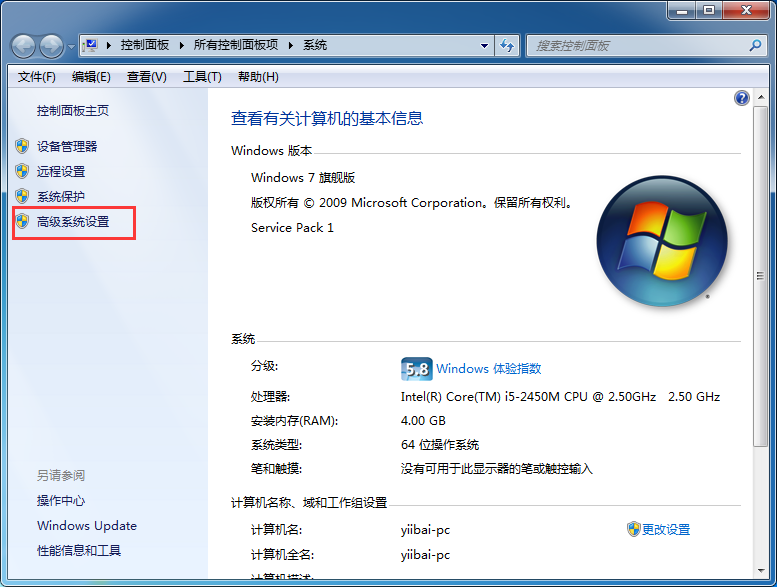 控制面板 所有控制面板项 系统
搜索控制面板
文件(F) 编辑(E) 查看(V) 工具(T) 帮助(H)
控制面板主页
设备管理器
远程设置
系统保护
高级系统设置
另请参阅
操作中心
Windows Update
性能信息和工具
查看有关计算机的基本信息
Windows 版本
Windows 7 旗舰版
版权所有 © 2009 Microsoft Corporation。保留所有权利。
Service Pack 1
系统
分级: 5.8 Windows 体验指数
处理器: Intel(R) Core(TM) i5-2450M CPU @ 2.50GHz 2.50 GHz
安装内存(RAM): 4.00 GB
系统类型: 64 位操作系统
笔和触摸: 没有可用于此显示器的笔或触控输入
计算机名称、域和工作组设置
计算机名: yiibai-pc 更改设置
计算机全名: yiibai-pc
计算机描述: